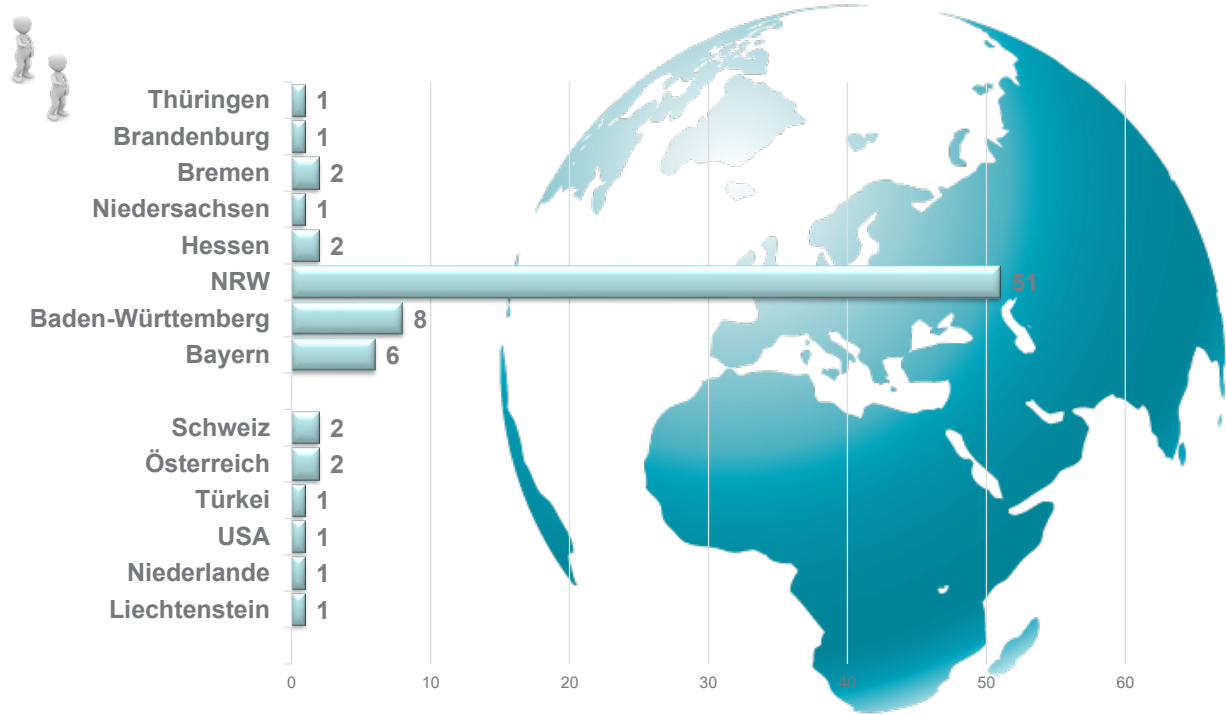 Thüringen 1
Brandenburg 1
Bremen 2
Niedersachsen 1
Hessen 2
NRW 51
Baden-Württemberg 8
Bayern 6
Schweiz 2
Österreich 2
Türkei 1
USA 1
Niederlande 1
Liechtenstein 1
0 10 20 30 40 50 60